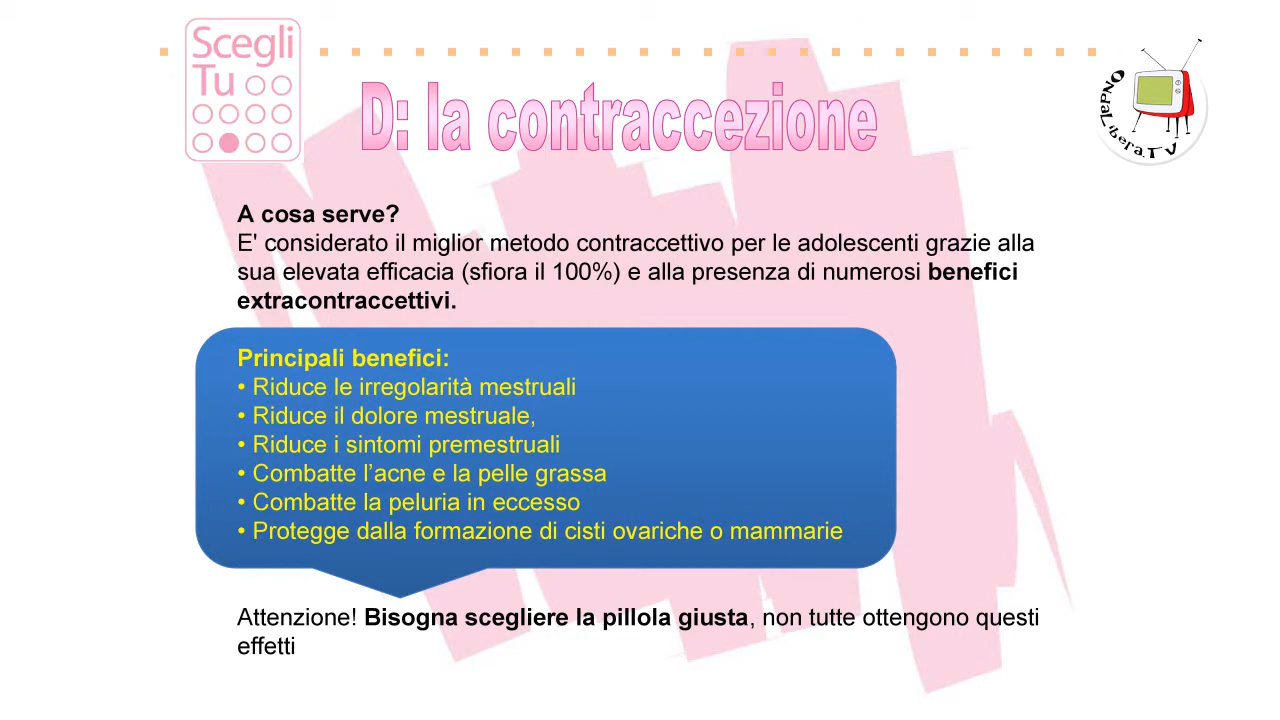 Scegli
Tu
D: la contraccezione
OndaLibera.TV
A cosa serve?
E' considerato il miglior metodo contraccettivo per le adolescenti grazie alla
sua elevata efficacia (sfiora il 100%) e alla presenza di numerosi benefici
extracontraccettivi.
Principali benefici:
• Riduce le irregolarità mestruali
• Riduce il dolore mestruale,
• Riduce i sintomi premestruali
• Combatte l’acne e la pelle grassa
• Combatte la peluria in eccesso
• Protegge dalla formazione di cisti ovariche o mammarie
Attenzione! Bisogna scegliere la pillola giusta, non tutte ottengono questi
effetti